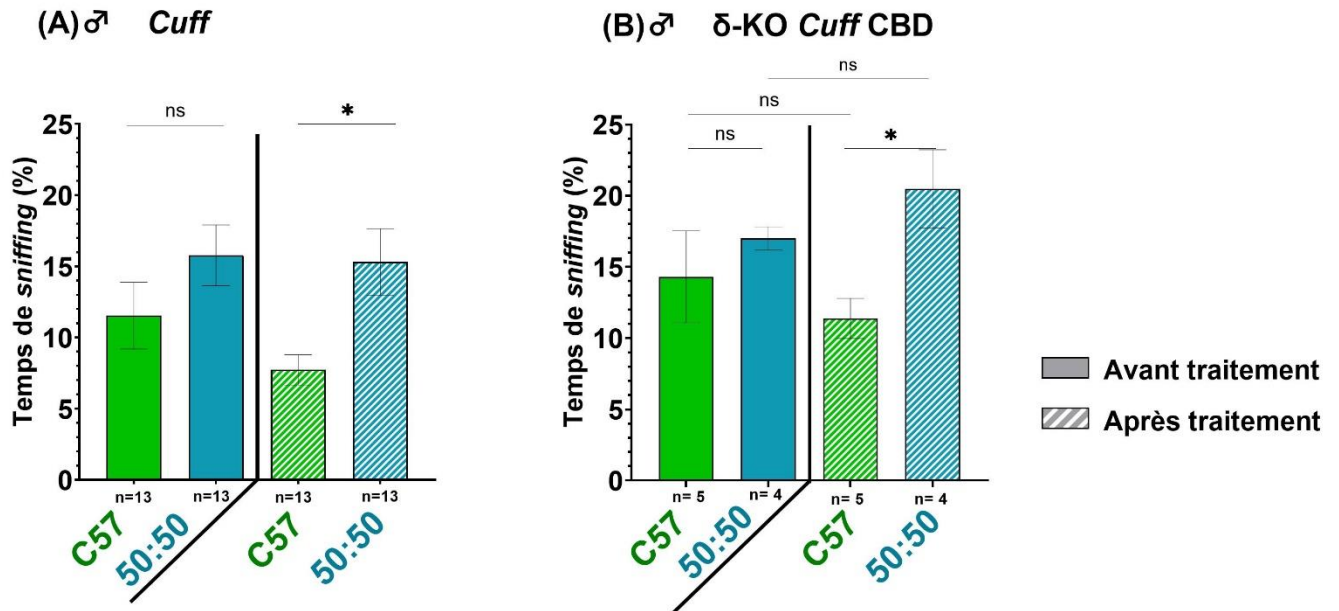 (A) ♂ Cuff
ns
*
25
20
15
10
5
0
Temps de sniffing (%)
n=13
n=13
n=13
n=13
C57
50:50
C57
50:50
(B) ♂ δ-KO Cuff CBD
ns
ns
ns
*
25
20
15
10
5
0
Temps de sniffing (%)
n= 5
n= 4
n= 5
n= 4
C57
50:50
C57
50:50
Avant traitement
Après traitement